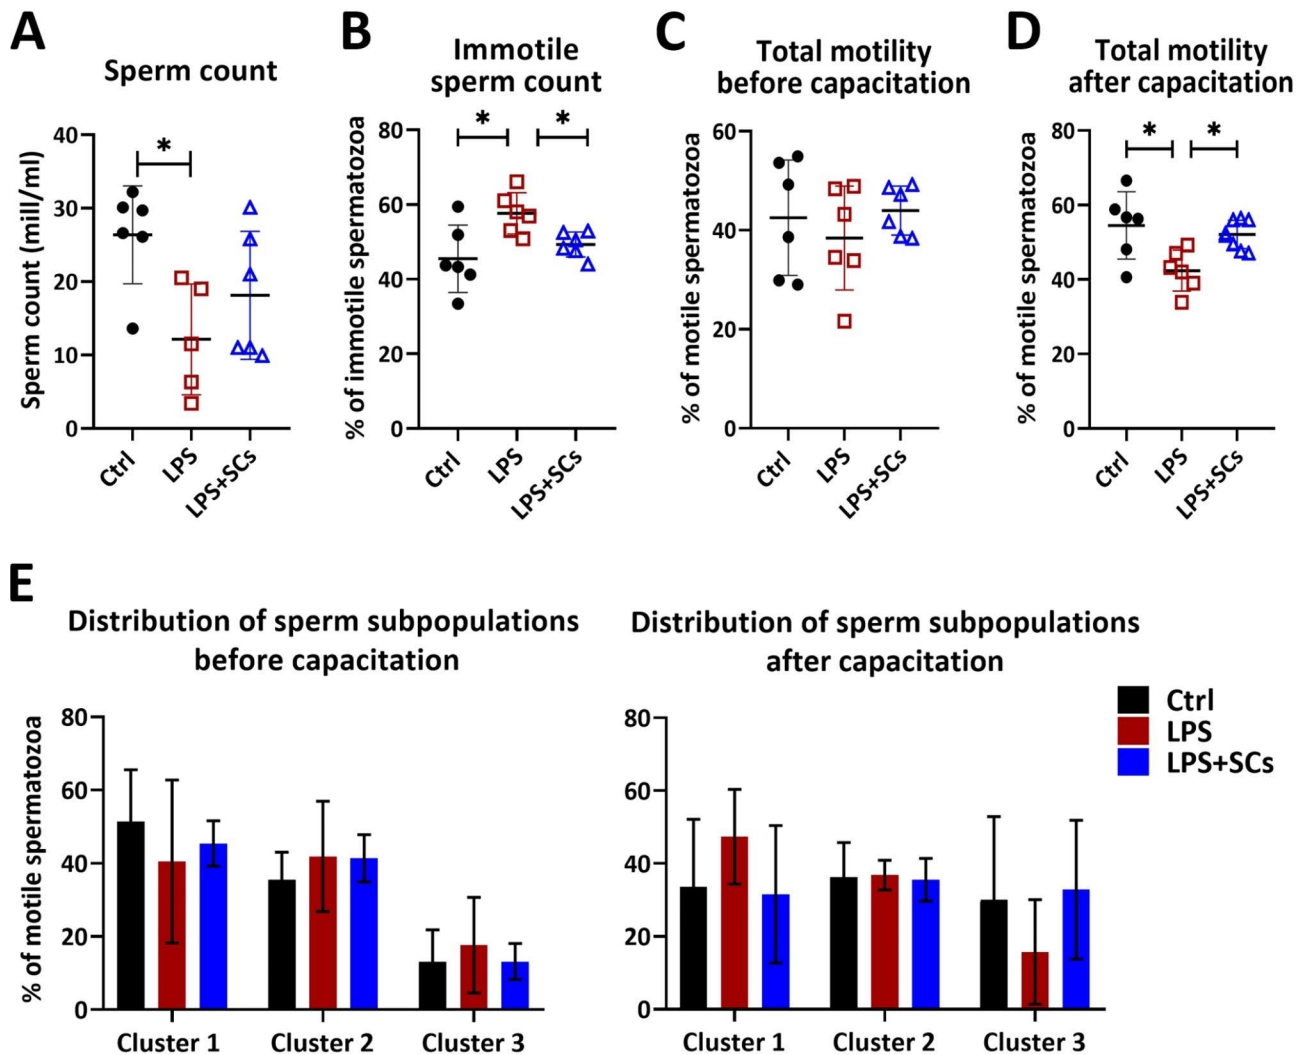 A
Sperm count
Sperm count (mill/ml)
40
30
20
10
0
*
Ctrl
LPS
LPS+SCs
B
Immotile
sperm count
% of immotile spermatozoa
80
60
40
20
0
*
*
Ctrl
LPS
LPS+SCs
C
Total motility
before capacitation
% of motile spermatozoa
60
40
20
0
Ctrl
LPS
LPS+SCs
D
Total motility
after capacitation
% of motile spermatozoa
80
60
40
20
0
*
*
Ctrl
LPS
LPS+SCs
E
Distribution of sperm subpopulations
before capacitation
% of motile spermatozoa
80
60
40
20
0
Cluster 1
Cluster 2
Cluster 3
Distribution of sperm subpopulations
after capacitation
% of motile spermatozoa
80
60
40
20
0
Cluster 1
Cluster 2
Cluster 3
Ctrl
LPS
LPS+SCs